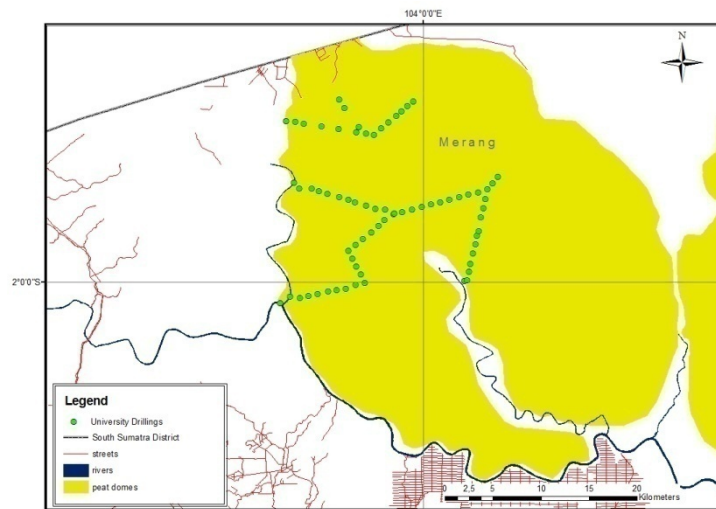 104°0'0"E
N
Merang
2°0'0"S
Legend
University Drillings
South Sumatra District
streets
rivers
peat domes
0 2,5 5 10 15 20
Kilometers